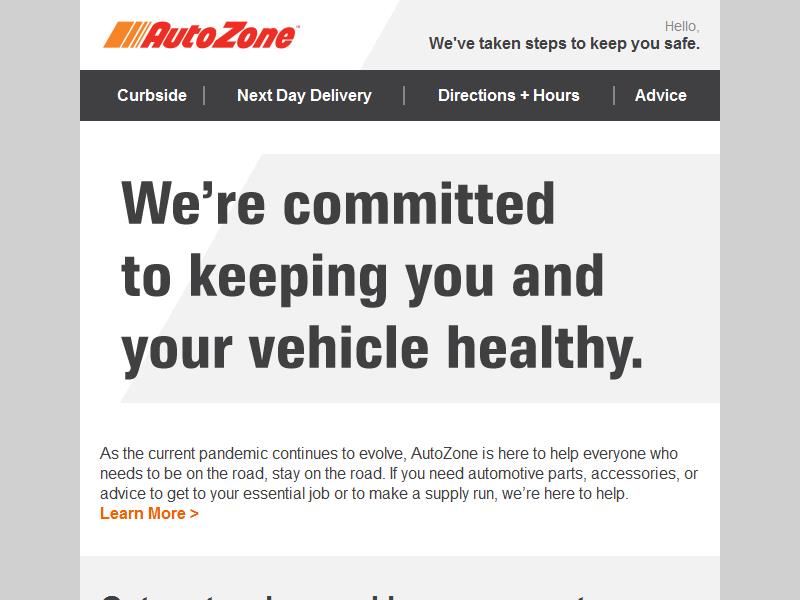 AutoZone
Hello,
We've taken steps to keep you safe.
Curbside | Next Day Delivery | Directions + Hours | Advice
We’re committed
to keeping you and
your vehicle healthy.
As the current pandemic continues to evolve, AutoZone is here to help everyone who
needs to be on the road, stay on the road. If you need automotive parts, accessories, or
advice to get to your essential job or to make a supply run, we’re here to help.
Learn More >